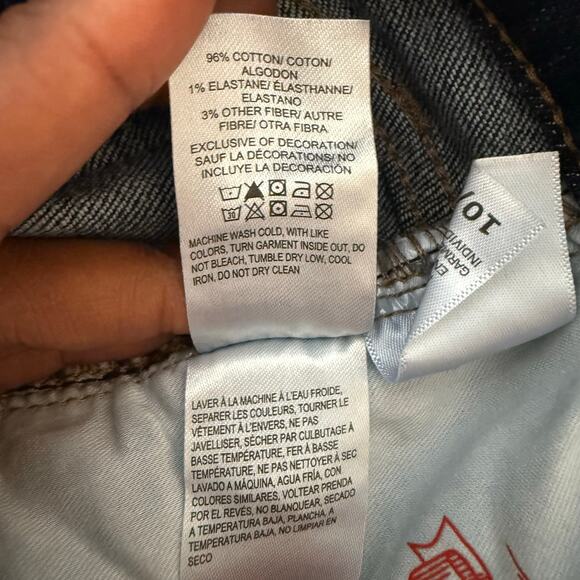 96% COTTON/ COTON/
ALGODON
1% ELASTANE/ ÉLASTHANNE/
ELASTANO
3% OTHER FIBER/ AUTRE
FIBRE/ OTRA FIBRA
EXCLUSIVE OF DECORATION/
SAUF LA DÉCORATIONS/ NO
INCLUYE LA DECORACIÓN
30
MACHINE WASH COLD, WITH LIKE
COLORS, TURN GARMENT INSIDE OUT, DO
NOT BLEACH, TUMBLE DRY LOW, COOL
IRON, DO NOT DRY CLEAN
10
GARM
INDIVI
LAVER À LA MACHINE À L'EAU FROIDE,
SEPARER LES COULEURS, TOURNER LE
VÊTEMENT À L'ENVERS, NE PAS
JAVELLISER, SÉCHER PAR CULBUTAGE À
BASSE TEMPÉRATURE, FER À BASSE
TEMPÉRATURE, NE PAS NETTOYER À SEC
LAVADO A MÁQUINA, AGUA FRÍA, CON
COLORES SIMILARES, VOLTEAR PRENDA
POR EL REVÉS, NO BLANQUEAR, SECADO
A TEMPERATURA BAJA, PLANCHA, A
TEMPERATURA BAJA, NO LIMPIAR EN
SECO